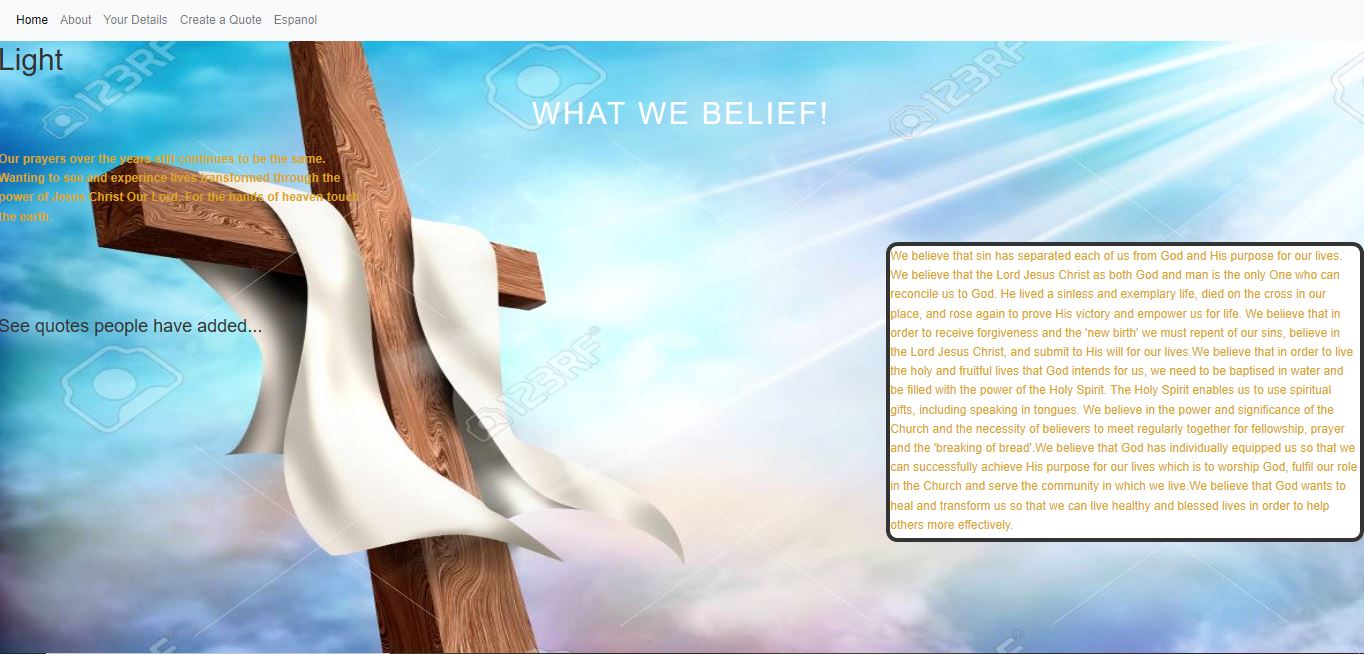 Home About Your Details Create a Quote Espanol
Light
123RF
123RF
WHAT WE BELIEF!
Our prayers over the years still continues to be the same.
Wanting to see and experince lives transformed through the
power of Jesus Christ Our Lord. For the hands of heaven touch
the earth.
We believe that sin has separated each of us from God and His purpose for our lives.
We believe that the Lord Jesus Christ as both God and man is the only One who can
reconcile us to God. He lived a sinless and exemplary life, died on the cross in our
place, and rose again to prove His victory and empower us for life. We believe that in
order to receive forgiveness and the 'new birth' we must repent of our sins, believe in
the Lord Jesus Christ, and submit to His will for our lives.We believe that in order to live
the holy and fruitful lives that God intends for us, we need to be baptised in water and
be filled with the power of the Holy Spirit. The Holy Spirit enables us to use spiritual
gifts, including speaking in tongues. We believe in the power and significance of the
Church and the necessity of believers to meet regularly together for fellowship, prayer
and the 'breaking of bread'.We believe that God has individually equipped us so that we
can successfully achieve His purpose for our lives which is to worship God, fulfil our role
in the Church and serve the community in which we live.We believe that God wants to
heal and transform us so that we can live healthy and blessed lives in order to help
others more effectively.
See quotes people have added...
123RF